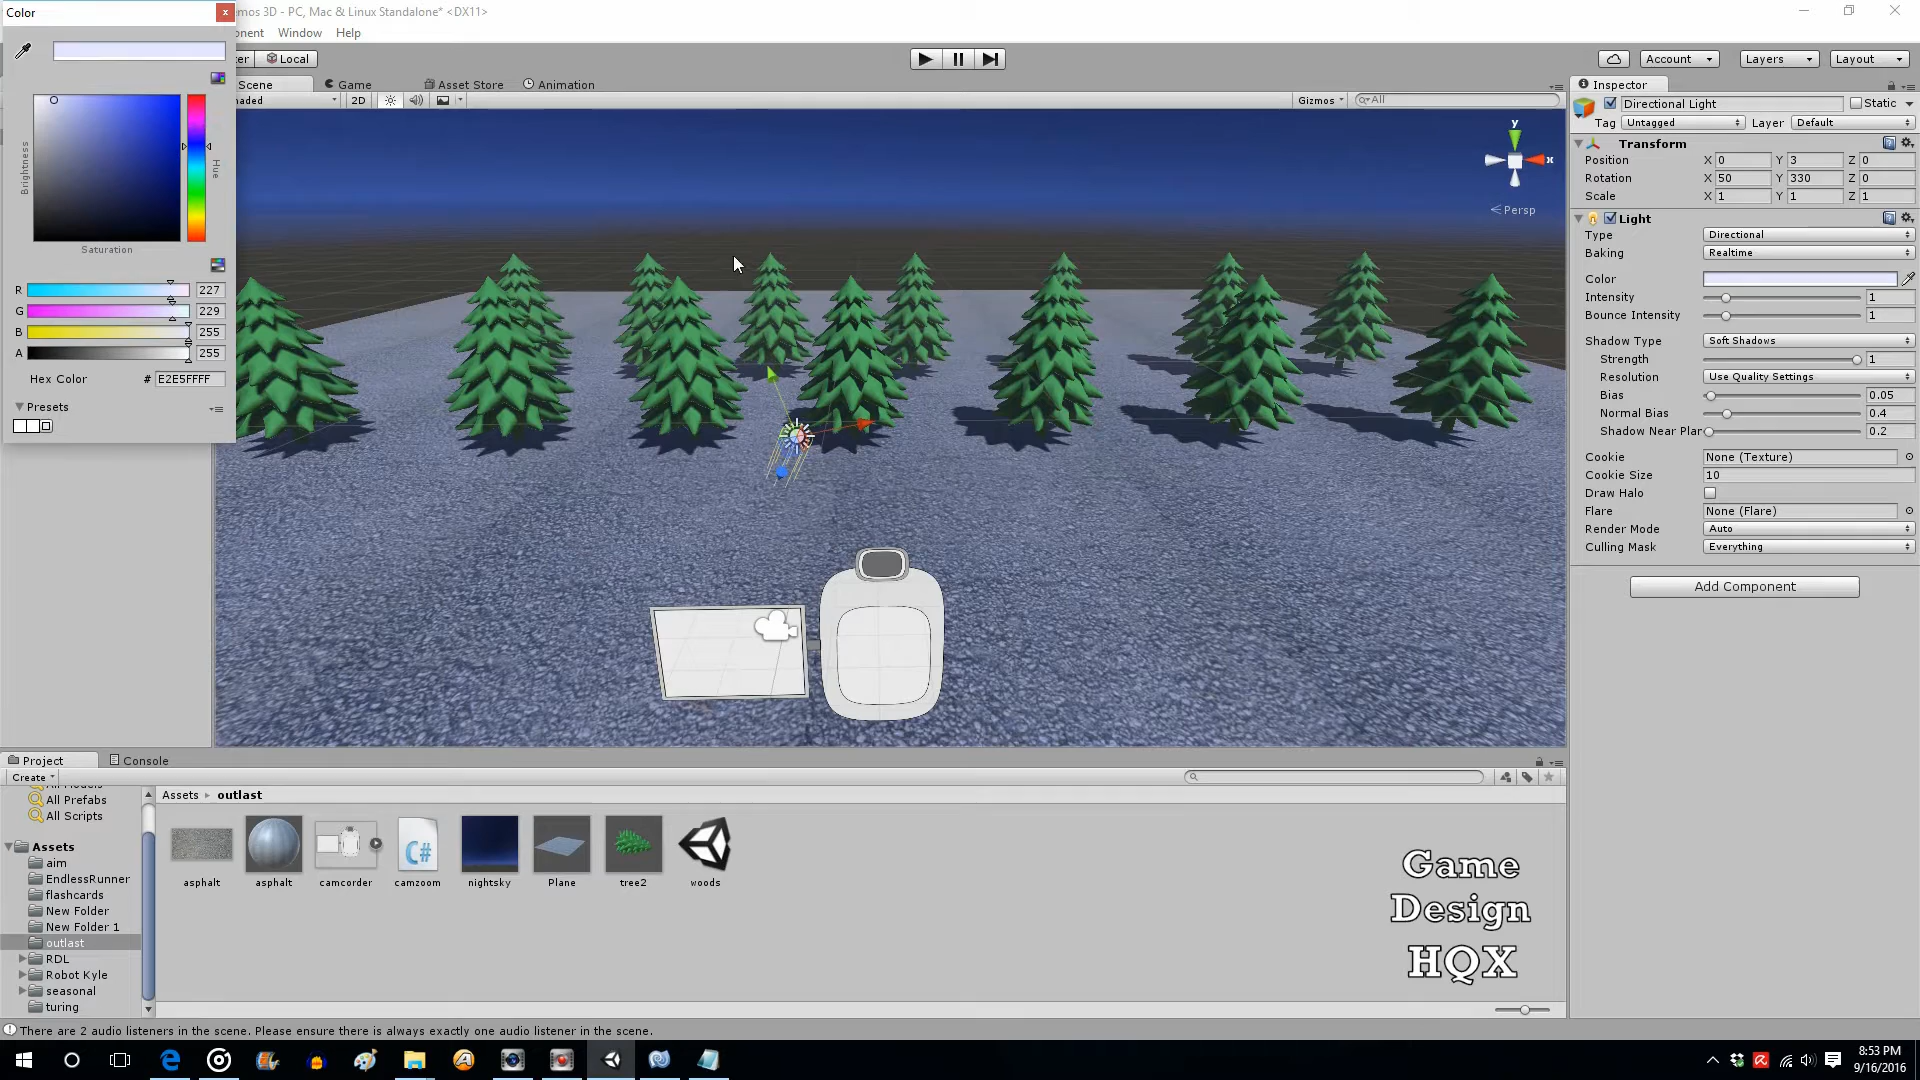 Color
mos 3D - PC, Mac & Linux Standalone* <DX11>
nent Window Help
ter Local
Account Layers Layout
Scene Game Asset Store Animation
haded 2D Gizmos All
Brightness
Hue
Saturation
R 227
G 229
B 255
A 255
Hex Color # E2E5FFFF
Presets
y
x
Persp
Inspector
Directional Light Static
Tag Untagged Layer Default
Transform
Position X 0 Y 3 Z 0
Rotation X 50 Y 330 Z 0
Scale X 1 Y 1 Z 1
Light
Type Directional
Baking Realtime
Color
Intensity 1
Bounce Intensity 1
Shadow Type Soft Shadows
Strength 1
Resolution Use Quality Settings
Bias 0.05
Normal Bias 0.4
Shadow Near Plar 0.2
Cookie None (Texture)
Cookie Size 10
Draw Halo
Flare None (Flare)
Render Mode Auto
Culling Mask Everything
Add Component
Project Console
Create
All Models
All Prefabs
All Scripts
Assets
aim
EndlessRunner
flashcards
New Folder
New Folder 1
outlast
RDL
Robot Kyle
seasonal
turing
Assets outlast
C#
asphalt asphalt camcorder camzoom nightsky Plane tree2 woods
Game
Design
HQX
There are 2 audio listeners in the scene. Please ensure there is always exactly one audio listener in the scene.
8:53 PM
9/16/2016